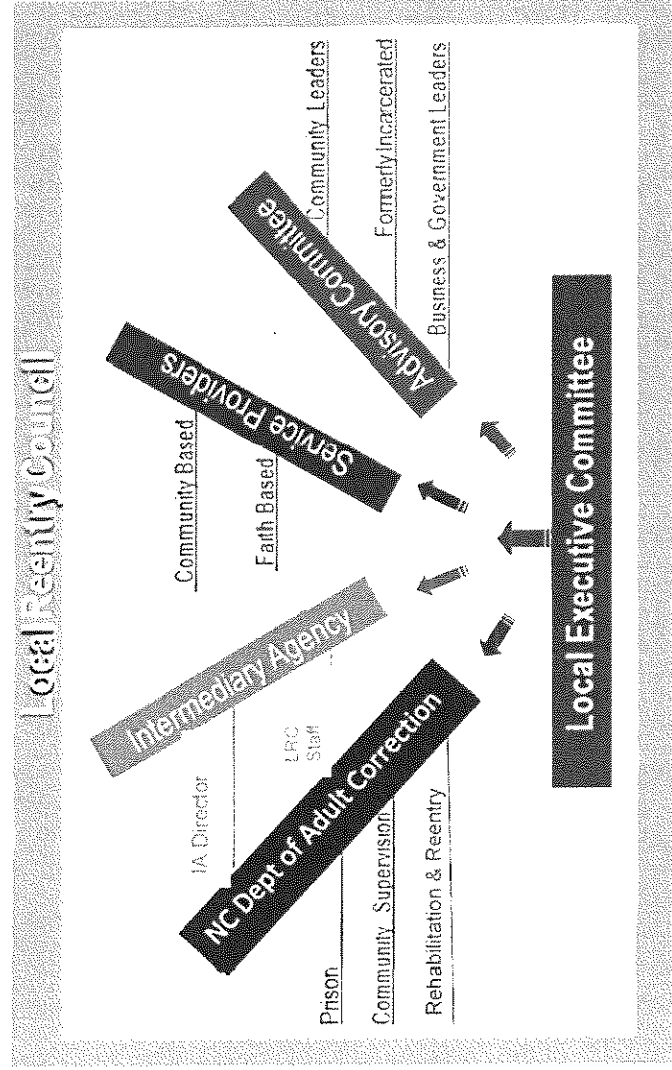 Local Reentry Council
IA Director
Intermediary Agency
LRC
Staff
NC Dept of Adult Correction
Prison
Community Supervision
Rehabilitation & Reentry
Community Based
Faith Based
Service Providers
Advisory Committee
Community Leaders
Formerly Incarcerated
Business & Government Leaders
Local Executive Committee